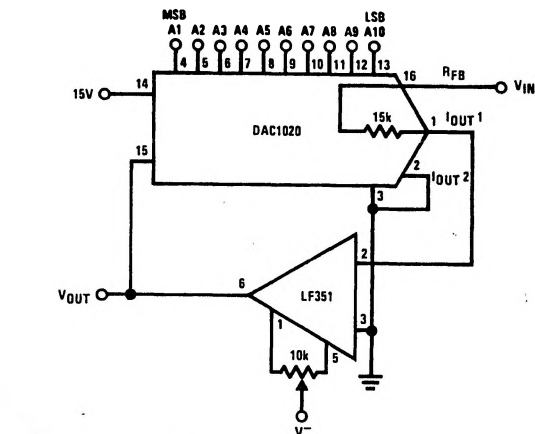 MSB LSB
A1 A2 A3 A4 A5 A6 A7 A8 A9 A10
4 5 6 7 8 9 10 11 12 13
16 RFB
VIN
15V 14
15k
1 IOUT 1
DAC1020
15
2
IOUT 2
3
2
6
VOUT
LF351
1
3
10k
5
V−